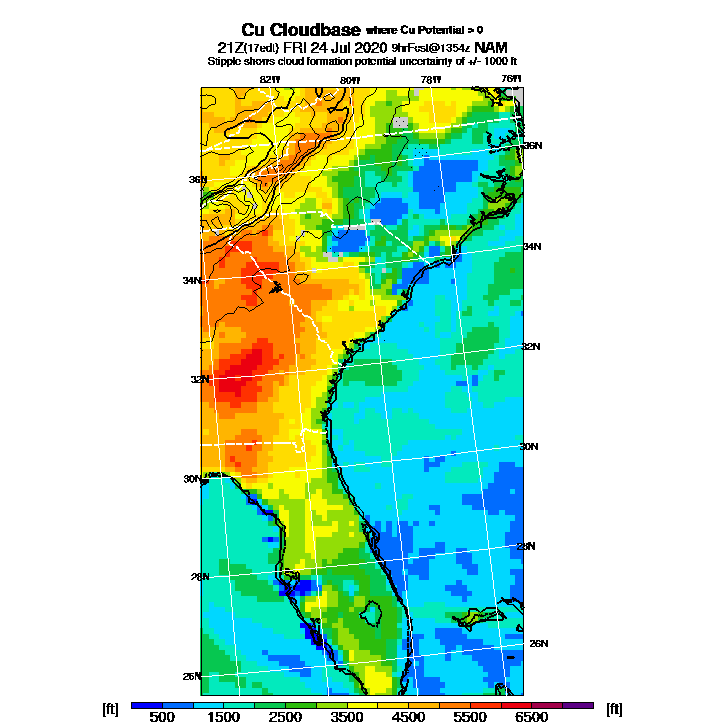 Cu Cloudbase where Cu Potential > 0
21Z(17edt) FRI 24 Jul 2020 9hrFcst@1354z NAM
Stipple shows cloud formation potential uncertainty of +/- 1000 ft
82W 80W 78W 76W
36N
36N
34N
34N
32N
32N
30N
30N
28N
28N
26N
26N
[ft] 500 1500 2500 3500 4500 5500 6500 [ft]